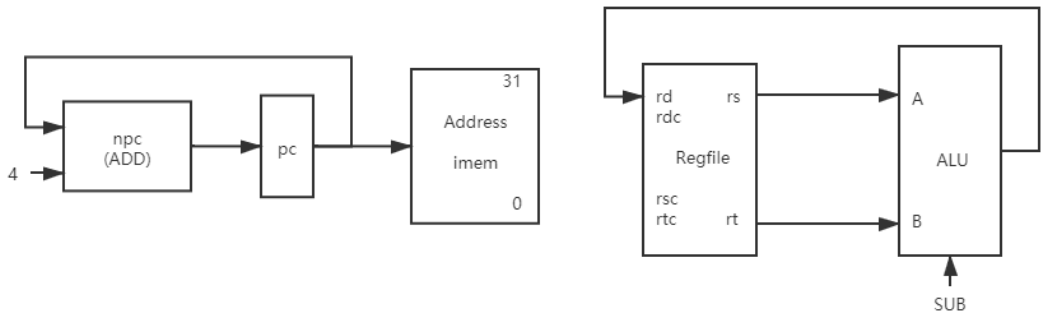 4
npc
(ADD)
pc
31
Address
imem
0
rd rs
rdc
Regfile
rsc
rtc rt
A
ALU
B
SUB